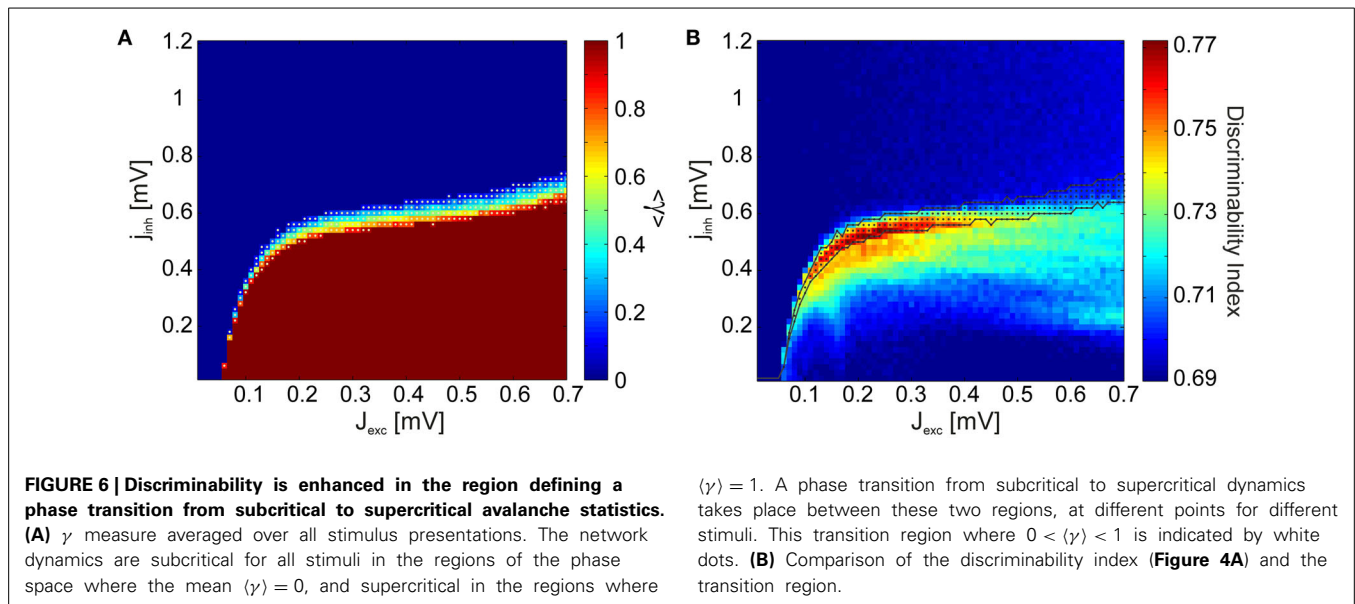 A
1.2
1
0.8
0.6
0.4
0.2
j_inh [mV]
0.1 0.2 0.3 0.4 0.5 0.6 0.7
J_exc [mV]
1
0.8
0.6
0.4
0.2
0
<γ>
B
1.2
1
0.8
0.6
0.4
0.2
j_inh [mV]
0.1 0.2 0.3 0.4 0.5 0.6 0.7
J_exc [mV]
0.77
0.75
0.73
0.71
0.69
Discriminability Index
FIGURE 6 | Discriminability is enhanced in the region defining a
phase transition from subcritical to supercritical avalanche statistics.
(A) γ measure averaged over all stimulus presentations. The network
dynamics are subcritical for all stimuli in the regions of the phase
space where the mean ⟨γ⟩ = 0, and supercritical in the regions where
⟨γ⟩ = 1. A phase transition from subcritical to supercritical dynamics
takes place between these two regions, at different points for different
stimuli. This transition region where 0 < ⟨γ⟩ < 1 is indicated by white
dots. (B) Comparison of the discriminability index (Figure 4A) and the
transition region.